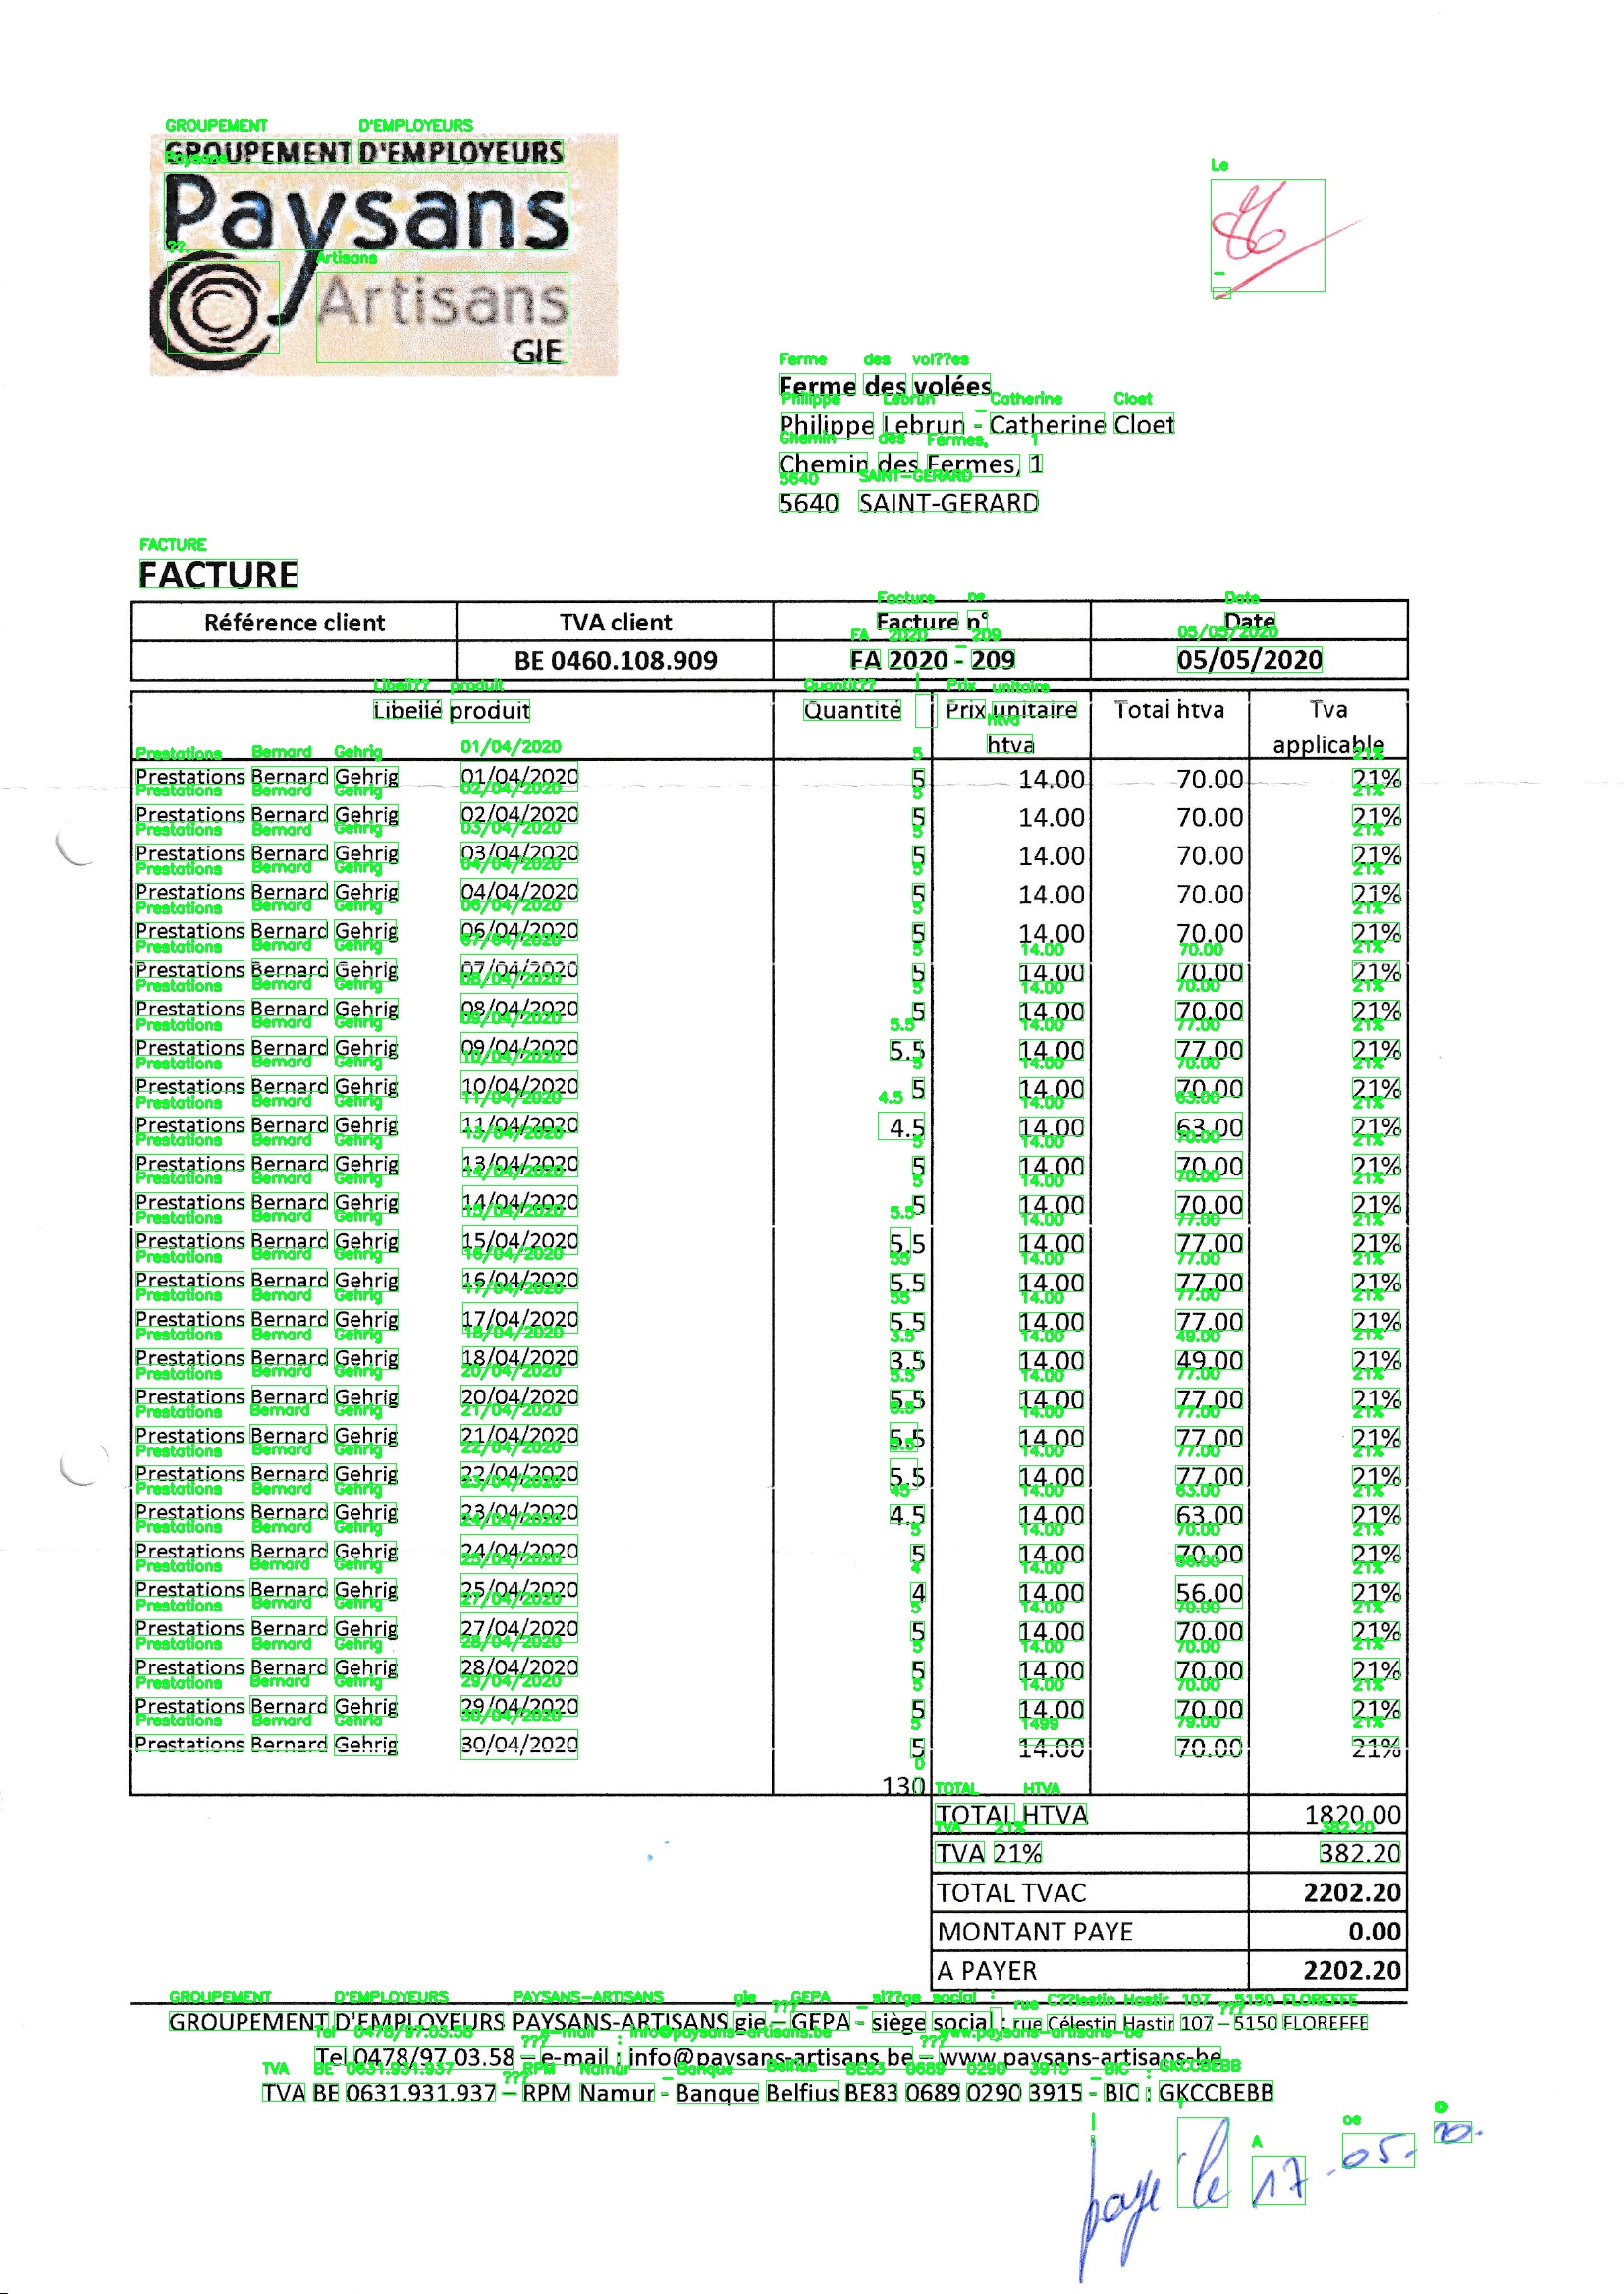 GROUPEMENT D'EMPLOYEURS
Paysans
Artisans
GIE
86
Ferme des volées
Philippe Lebrun - Catherine Cloet
Chemin des Fermes, 1
5640 SAINT-GERARD
FACTURE
Référence client TVA client Facture n° Date
BE 0460.108.909 FA 2020 - 209 05/05/2020
Libellé produit Quantité Prix unitaire htva Total htva Tva applicable
Prestations Bernard Gehrig 01/04/2020 5 14.00 70.00 21%
Prestations Bernard Gehrig 02/04/2020 5 14.00 70.00 21%
Prestations Bernard Gehrig 03/04/2020 5 14.00 70.00 21%
Prestations Bernard Gehrig 04/04/2020 5 14.00 70.00 21%
Prestations Bernard Gehrig 06/04/2020 5 14.00 70.00 21%
Prestations Bernard Gehrig 07/04/2020 5 14.00 70.00 21%
Prestations Bernard Gehrig 08/04/2020 5 14.00 70.00 21%
Prestations Bernard Gehrig 09/04/2020 5.5 14.00 77.00 21%
Prestations Bernard Gehrig 10/04/2020 5 14.00 70.00 21%
Prestations Bernard Gehrig 11/04/2020 4.5 14.00 63.00 21%
Prestations Bernard Gehrig 13/04/2020 5 14.00 70.00 21%
Prestations Bernard Gehrig 14/04/2020 5 14.00 70.00 21%
Prestations Bernard Gehrig 15/04/2020 5.5 14.00 77.00 21%
Prestations Bernard Gehrig 16/04/2020 5.5 14.00 77.00 21%
Prestations Bernard Gehrig 17/04/2020 5.5 14.00 77.00 21%
Prestations Bernard Gehrig 18/04/2020 3.5 14.00 49.00 21%
Prestations Bernard Gehrig 20/04/2020 5.5 14.00 77.00 21%
Prestations Bernard Gehrig 21/04/2020 5.5 14.00 77.00 21%
Prestations Bernard Gehrig 22/04/2020 5.5 14.00 77.00 21%
Prestations Bernard Gehrig 23/04/2020 4.5 14.00 63.00 21%
Prestations Bernard Gehrig 24/04/2020 5 14.00 70.00 21%
Prestations Bernard Gehrig 25/04/2020 4 14.00 56.00 21%
Prestations Bernard Gehrig 27/04/2020 5 14.00 70.00 21%
Prestations Bernard Gehrig 28/04/2020 5 14.00 70.00 21%
Prestations Bernard Gehrig 29/04/2020 5 14.00 70.00 21%
Prestations Bernard Gehrig 30/04/2020 5 14.00 70.00 21%
130
TOTAL HTVA 1820.00
TVA 21% 382.20
TOTAL TVAC 2202.20
MONTANT PAYE 0.00
A PAYER 2202.20
GROUPEMENT D'EMPLOYEURS PAYSANS-ARTISANS gie – GEPA - siège social : rue Célestin Hastir 107 – 5150 FLOREFFE
Tel 0478/97.03.58 – e-mail : info@paysans-artisans.be – www.paysans-artisans-be
TVA BE 0631.931.937 – RPM Namur - Banque Belfius BE83 0689 0290 3915 - BIC : GKCCBEBB
payé le 17-05-20.